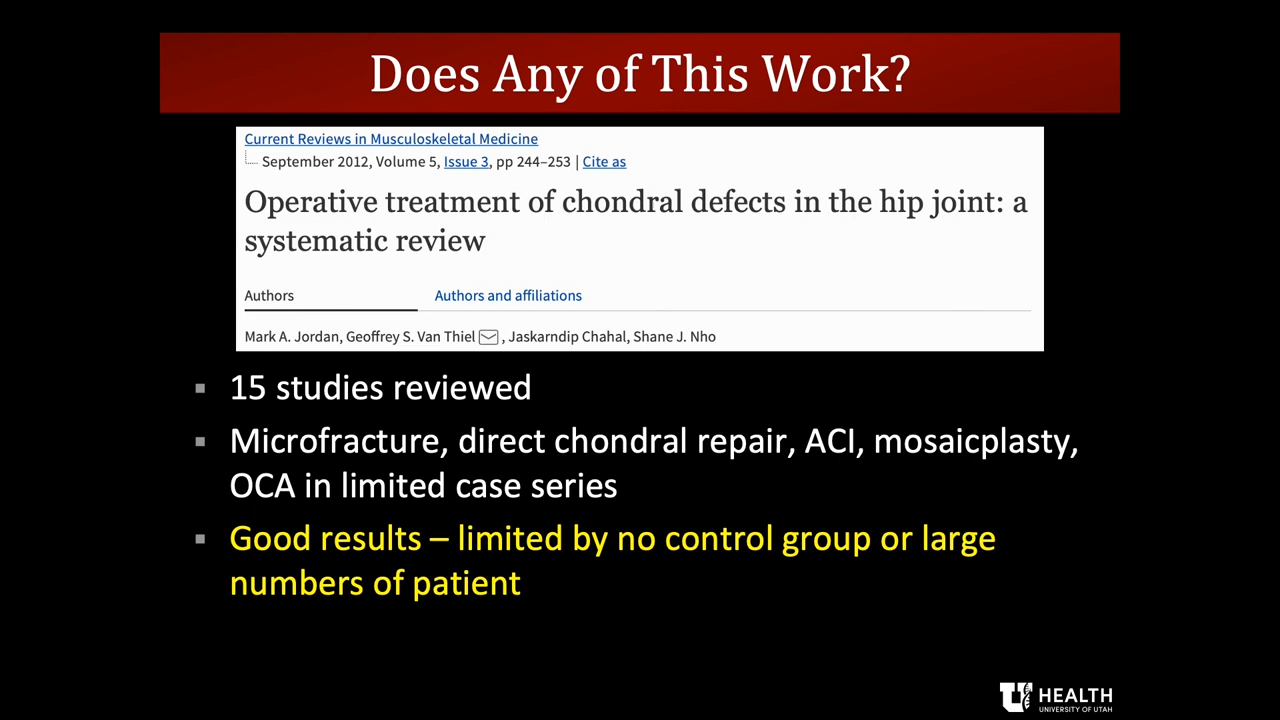 Does Any of This Work?
Current Reviews in Musculoskeletal Medicine
September 2012, Volume 5, Issue 3, pp 244–253 | Cite as
Operative treatment of chondral defects in the hip joint: a
systematic review
Authors
Authors and affiliations
Mark A. Jordan, Geoffrey S. Van Thiel , Jaskarndip Chahal, Shane J. Nho
▪ 15 studies reviewed
▪ Microfracture, direct chondral repair, ACI, mosaicplasty,
OCA in limited case series
▪ Good results – limited by no control group or large
numbers of patient
U HEALTH
UNIVERSITY OF UTAH